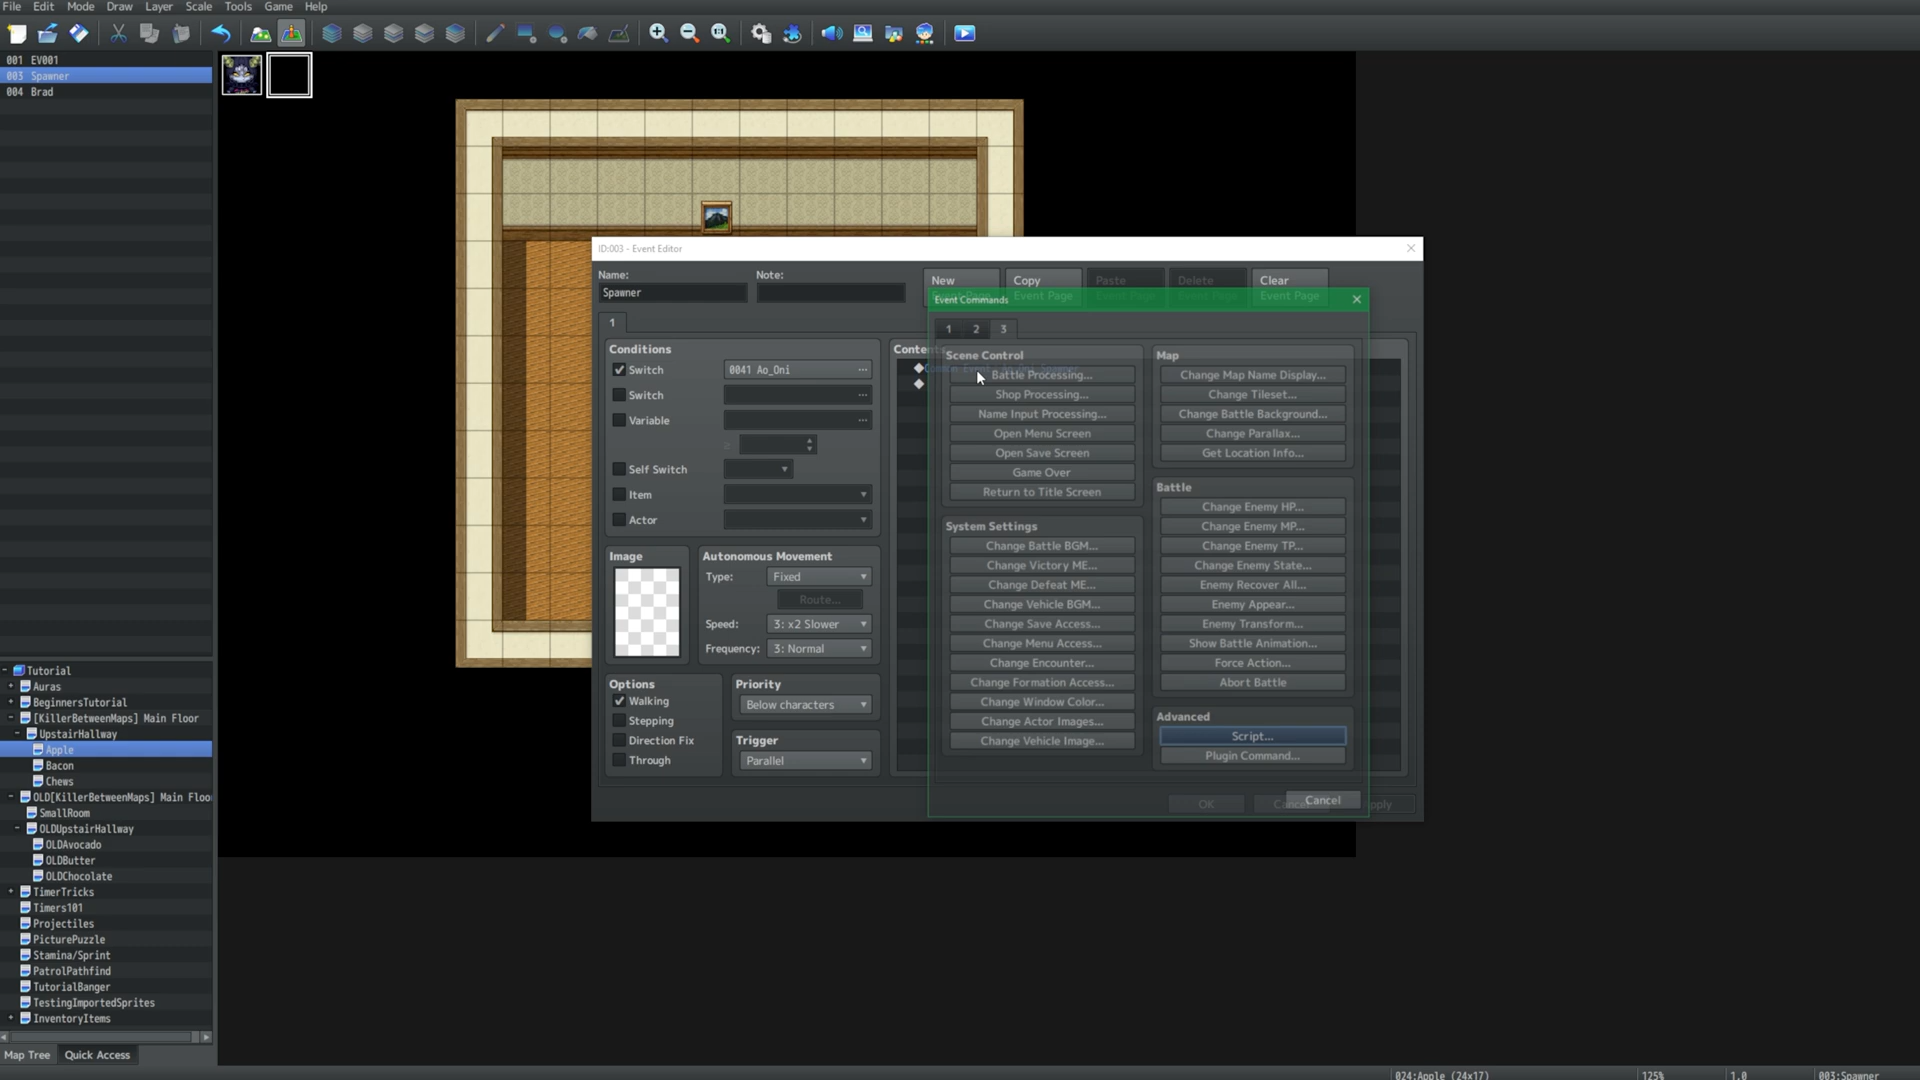 File Edit Mode Draw Layer Scale Tools Game Help
001 EV001
003 Spawner
004 Brad
ID:003 - Event Editor
Name:
Note:
Spawner
New
Event Page
Copy
Event Page
Paste
Delete
Clear
Event Page
1
Conditions
Switch
0041 Ao_Oni
...
Switch
...
Variable
...
≥
Self Switch
Item
Actor
Image
Autonomous Movement
Type:
Fixed
Route...
Speed:
3: x2 Slower
Frequency:
3: Normal
Options
Walking
Stepping
Direction Fix
Through
Priority
Below characters
Trigger
Parallel
Event Commands
1 2 3
Scene Control
Battle Processing...
Shop Processing...
Name Input Processing...
Open Menu Screen
Open Save Screen
Game Over
Return to Title Screen
System Settings
Change Battle BGM...
Change Victory ME...
Change Defeat ME...
Change Vehicle BGM...
Change Save Access...
Change Menu Access...
Change Encounter...
Change Formation Access...
Change Window Color...
Change Actor Images...
Change Vehicle Image...
Map
Change Map Name Display...
Change Tileset...
Change Battle Background...
Change Parallax...
Get Location Info...
Battle
Change Enemy HP...
Change Enemy MP...
Change Enemy TP...
Change Enemy State...
Enemy Recover All...
Enemy Appear...
Enemy Transform...
Show Battle Animation...
Force Action...
Abort Battle
Advanced
Script...
Plugin Command...
OK
Cancel
Tutorial
Auras
BeginnersTutorial
[KillerBetweenMaps] Main Floor
UpstairHallway
Apple
Bacon
Chews
OLD[KillerBetweenMaps] Main Floo
SmallRoom
OLDUpstairHallway
OLDAvocado
OLDButter
OLDChocolate
TimerTricks
Timers101
Projectiles
PicturePuzzle
Stamina/Sprint
PatrolPathfind
TutorialBanger
TestingImportedSprites
InventoryItems
Map Tree
Quick Access
024:Apple (24x17)
125%
1.0
003:Spawner